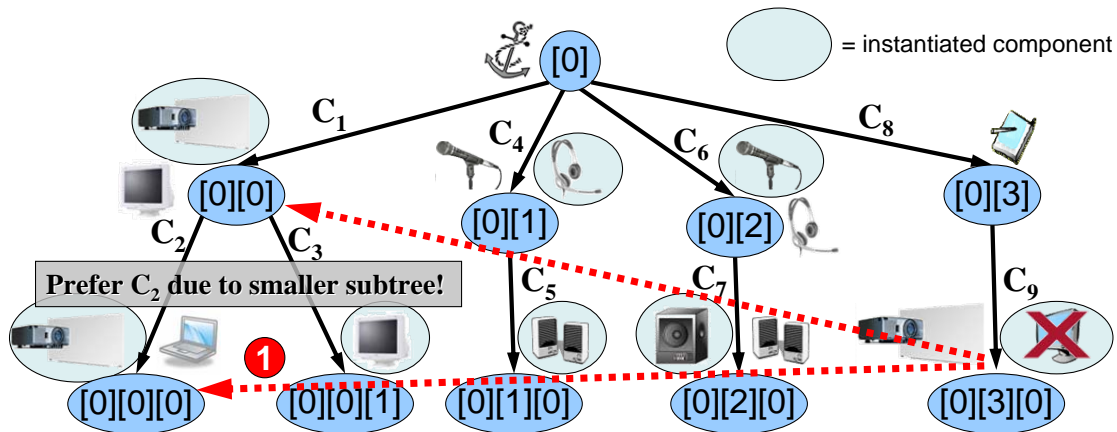 [0]
= instantiated component
C1
C4
C6
C8
[0][0]
[0][1]
[0][2]
[0][3]
C2
C3
Prefer C2 due to smaller subtree!
C5
C7
C9
1
[0][0][0]
[0][0][1]
[0][1][0]
[0][2][0]
[0][3][0]